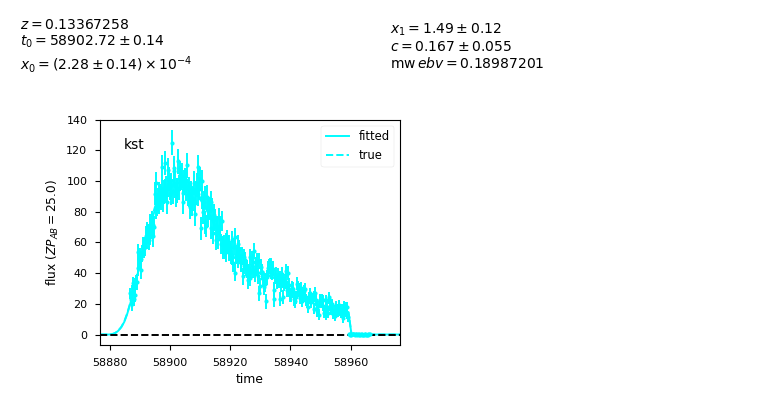 z = 0.13367258
t₀ = 58902.72 ± 0.14
x₀ = (2.28 ± 0.14) × 10⁻⁴
x₁ = 1.49 ± 0.12
c = 0.167 ± 0.055
mw ebv = 0.18987201
kst
fitted
true
flux (ZP_AB = 25.0)
140
120
100
80
60
40
20
0
58880 58900 58920 58940 58960
time